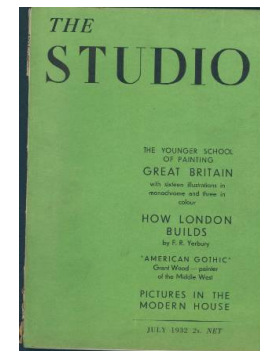 THE
STUDIO
THE YOUNGER SCHOOL
OF PAINTING
GREAT BRITAIN
with sixteen illustrations in
monochrome and three in
colour
HOW LONDON
BUILDS
by F. R. Yerbury
"AMERICAN GOTHIC"
Grant Wood — painter
of the Middle West
PICTURES IN THE
MODERN HOUSE
JULY 1932 2s. NET